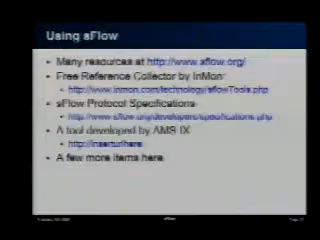 Using sFlow
• Many resources at http://www.sflow.org/
• Free Reference Collector by InMon
• http://www.inmon.com/technology/sflowTools.php
• sFlow Protocol Specifications
• http://www.sflow.org/developers/specifications.php
• A tool developed by AMS-IX
• http://inserturlhere
• A few more items here
sFlow